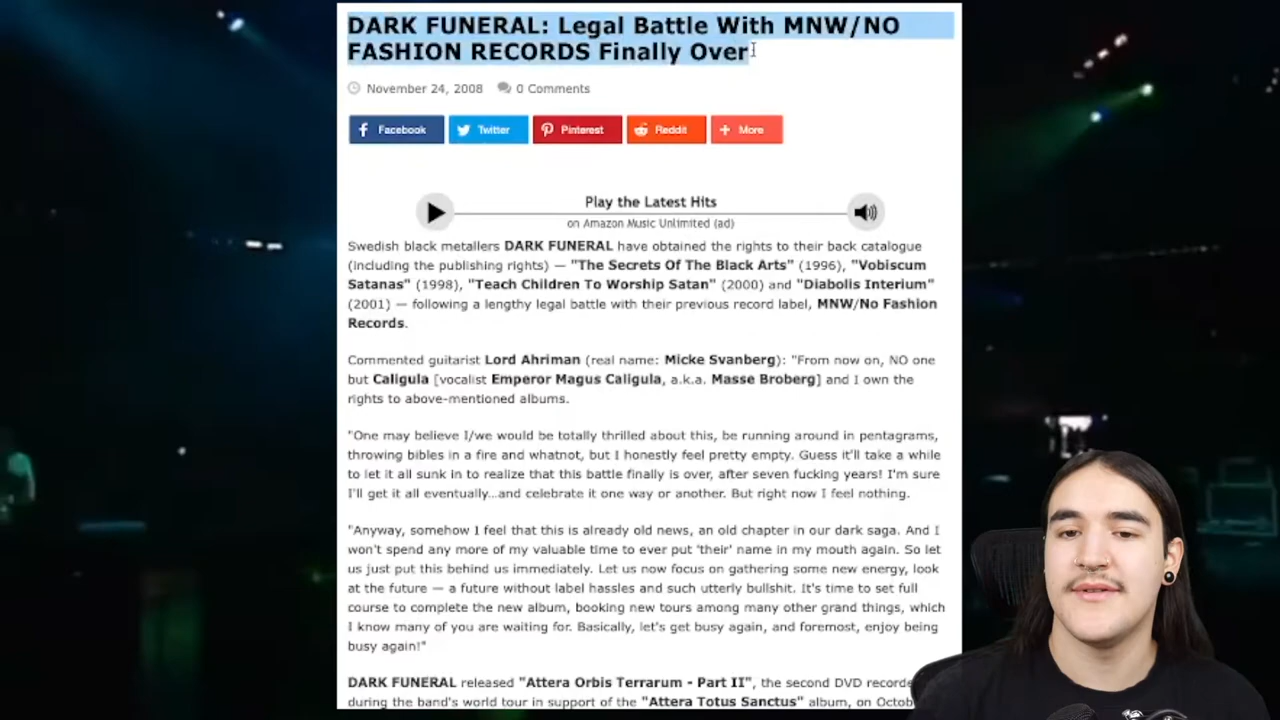 DARK FUNERAL: Legal Battle With MNW/NO
FASHION RECORDS Finally Over
November 24, 2008 0 Comments
Facebook Twitter Pinterest Reddit More
Play the Latest Hits
on Amazon Music Unlimited (ad)
Swedish black metallers DARK FUNERAL have obtained the rights to their back catalogue
(including the publishing rights) — "The Secrets Of The Black Arts" (1996), "Vobiscum
Satanas" (1998), "Teach Children To Worship Satan" (2000) and "Diabolis Interium"
(2001) — following a lengthy legal battle with their previous record label, MNW/No Fashion
Records.
Commented guitarist Lord Ahriman (real name: Micke Svanberg): "From now on, NO one
but Caligula [vocalist Emperor Magus Caligula, a.k.a. Masse Broberg] and I own the
rights to above-mentioned albums.
"One may believe I/we would be totally thrilled about this, be running around in pentagrams,
throwing bibles in a fire and whatnot, but I honestly feel pretty empty. Guess it'll take a while
to let it all sunk in to realize that this battle finally is over, after seven fucking years! I'm sure
I'll get it all eventually...and celebrate it one way or another. But right now I feel nothing.
"Anyway, somehow I feel that this is already old news, an old chapter in our dark saga. And I
won't spend any more of my valuable time to ever put 'their' name in my mouth again. So let
us just put this behind us immediately. Let us now focus on gathering some new energy, look
at the future — a future without label hassles and such utterly bullshit. It's time to set full
course to complete the new album, booking new tours among many other grand things, which
I know many of you are waiting for. Basically, let's get busy again, and foremost, enjoy being
busy again!"
DARK FUNERAL released "Attera Orbis Terrarum - Part II", the second DVD
during the band's world tour in support of the "Attera Totus Sanctus" album, on